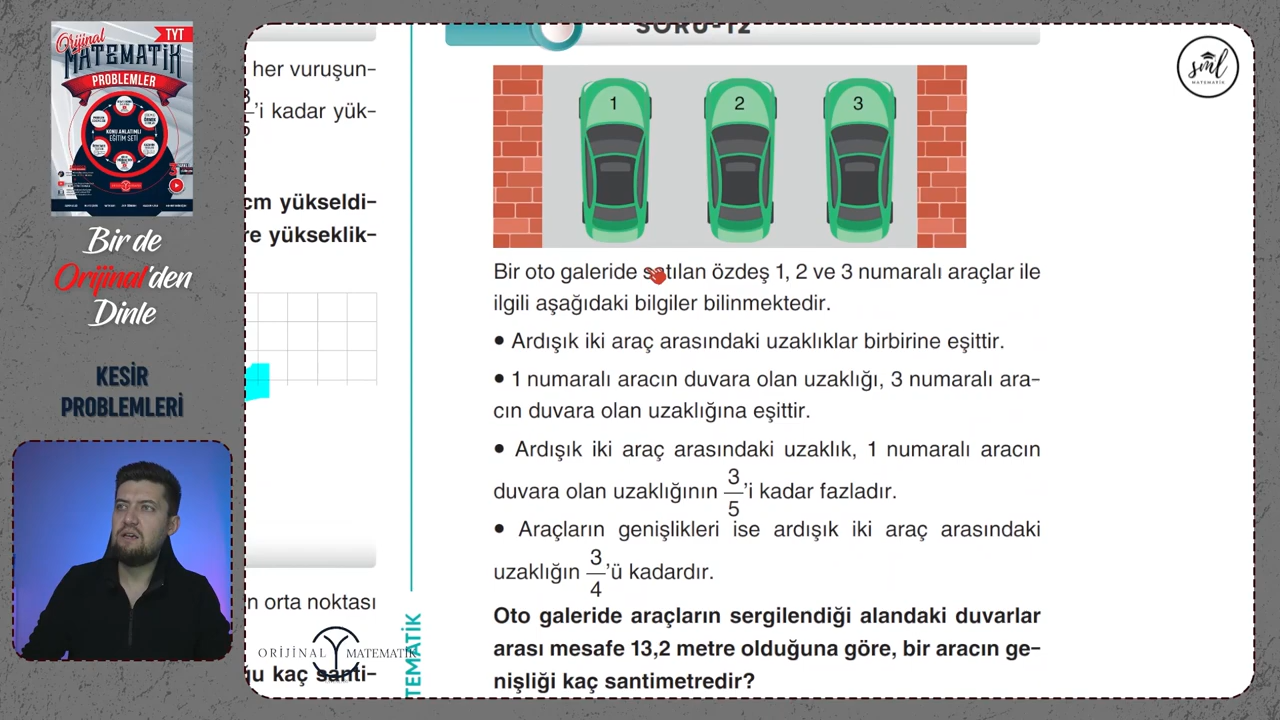 TYT
Orijinal
MATEMATİK
PROBLEMLER
KONU ANLATIMLI
EĞİTİM SETİ
Bir de
Orijinal'den
Dinle
KESİR
PROBLEMLERİ
her vuruşun-
'i kadar yük-
cm yükseldi-
re yükseklik-
n orta noktası
ORİJİNAL MATEMATİK
ğu kaç santi-
TEMATİK
SORU-12
sml
MATEMATİK
1 2 3
Bir oto galeride satılan özdeş 1, 2 ve 3 numaralı araçlar ile
ilgili aşağıdaki bilgiler bilinmektedir.
• Ardışık iki araç arasındaki uzaklıklar birbirine eşittir.
• 1 numaralı aracın duvara olan uzaklığı, 3 numaralı ara-
cın duvara olan uzaklığına eşittir.
• Ardışık iki araç arasındaki uzaklık, 1 numaralı aracın
duvara olan uzaklığının 3/5'i kadar fazladır.
• Araçların genişlikleri ise ardışık iki araç arasındaki
uzaklığın 3/4'ü kadardır.
Oto galeride araçların sergilendiği alandaki duvarlar
arası mesafe 13,2 metre olduğuna göre, bir aracın ge-
nişliği kaç santimetredir?